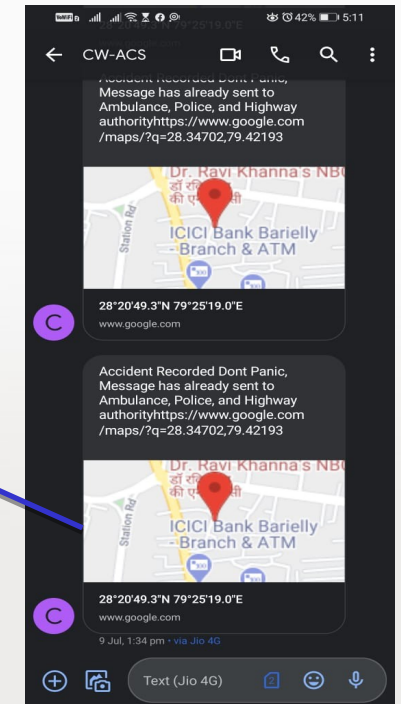 42% 5:11
CW-ACS
Accident Recorded Dont Panic,
Message has already sent to
Ambulance, Police, and Highway
authorityhttps://www.google.com
/maps/?q=28.34702,79.42193
Dr. Ravi Khanna's NB
Station Rd
ICICI Bank Barielly
- Branch & ATM
28°20'49.3"N 79°25'19.0"E
www.google.com
C
Accident Recorded Dont Panic,
Message has already sent to
Ambulance, Police, and Highway
authorityhttps://www.google.com
/maps/?q=28.34702,79.42193
Dr. Ravi Khanna's NB
Station Rd
ICICI Bank Barielly
- Branch & ATM
28°20'49.3"N 79°25'19.0"E
www.google.com
C
9 Jul, 1:34 pm • via Jio 4G
Text (Jio 4G)
2